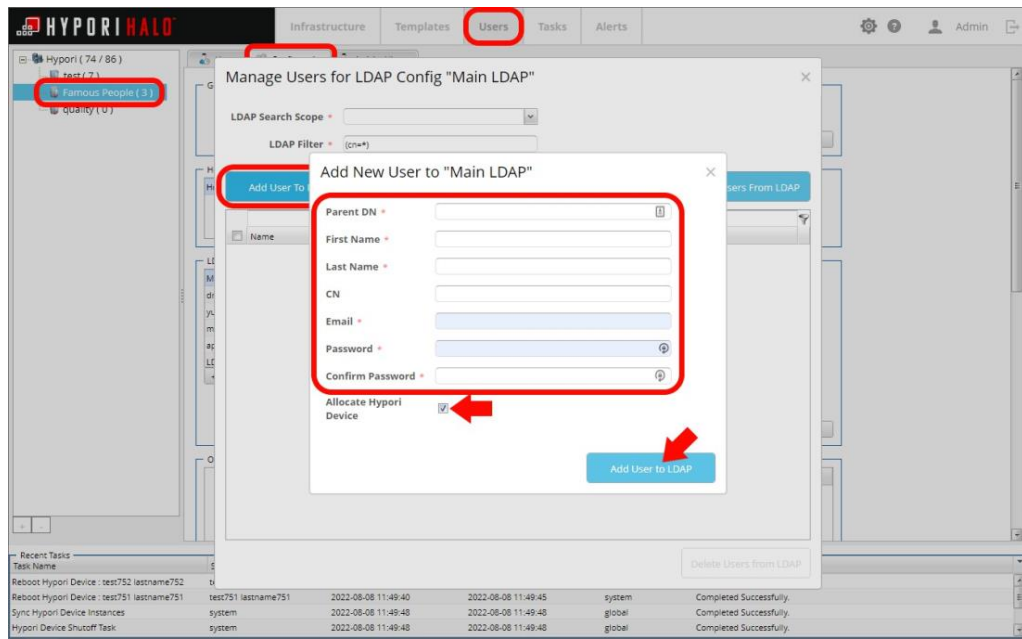 HYPORI HALO
Infrastructure Templates Users Tasks Alerts Admin
Hypori ( 74 / 86 )
test ( 7 )
Famous People ( 3 )
quality ( 0 )
Manage Users for LDAP Config "Main LDAP"
LDAP Search Scope *
LDAP Filter * (cn=*)
Add User To
Users From LDAP
Name
Add New User to "Main LDAP"
Parent DN *
First Name *
Last Name *
CN
Email *
Password *
Confirm Password *
Allocate Hypori
Device
Add User to LDAP
Delete Users from LDAP
Recent Tasks
Task Name
Reboot Hypori Device : test752 lastname752
Reboot Hypori Device : test751 lastname751 test751 lastname751 2022-08-08 11:49:40 2022-08-08 11:49:45 system Completed Successfully.
Sync Hypori Device Instances system 2022-08-08 11:49:48 2022-08-08 11:49:48 global Completed Successfully.
Hypori Device Shutoff Task system 2022-08-08 11:49:48 2022-08-08 11:49:48 global Completed Successfully.